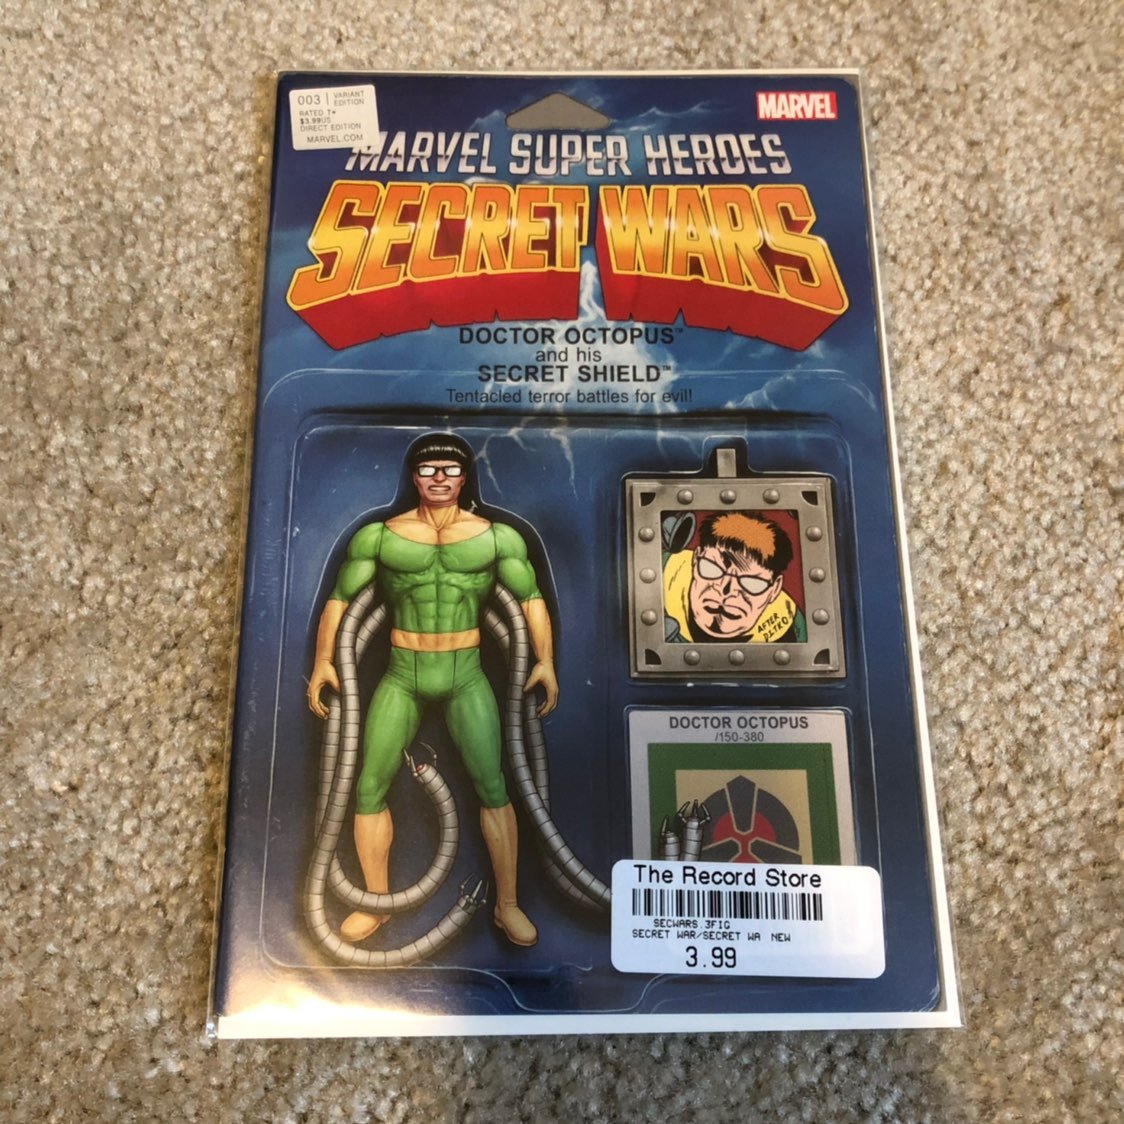 003 | VARIANT EDITION
RATED T+
$3.99US
DIRECT EDITION
MARVEL.COM
MARVEL
MARVEL SUPER HEROES
SECRET WARS
DOCTOR OCTOPUS™
and his
SECRET SHIELD™
Tentacled terror battles for evil!
AFTER
DITKO
DOCTOR OCTOPUS
/150-380
The Record Store
SECWARS.3FIG
SECRET WAR/SECRET WA NEW
3.99